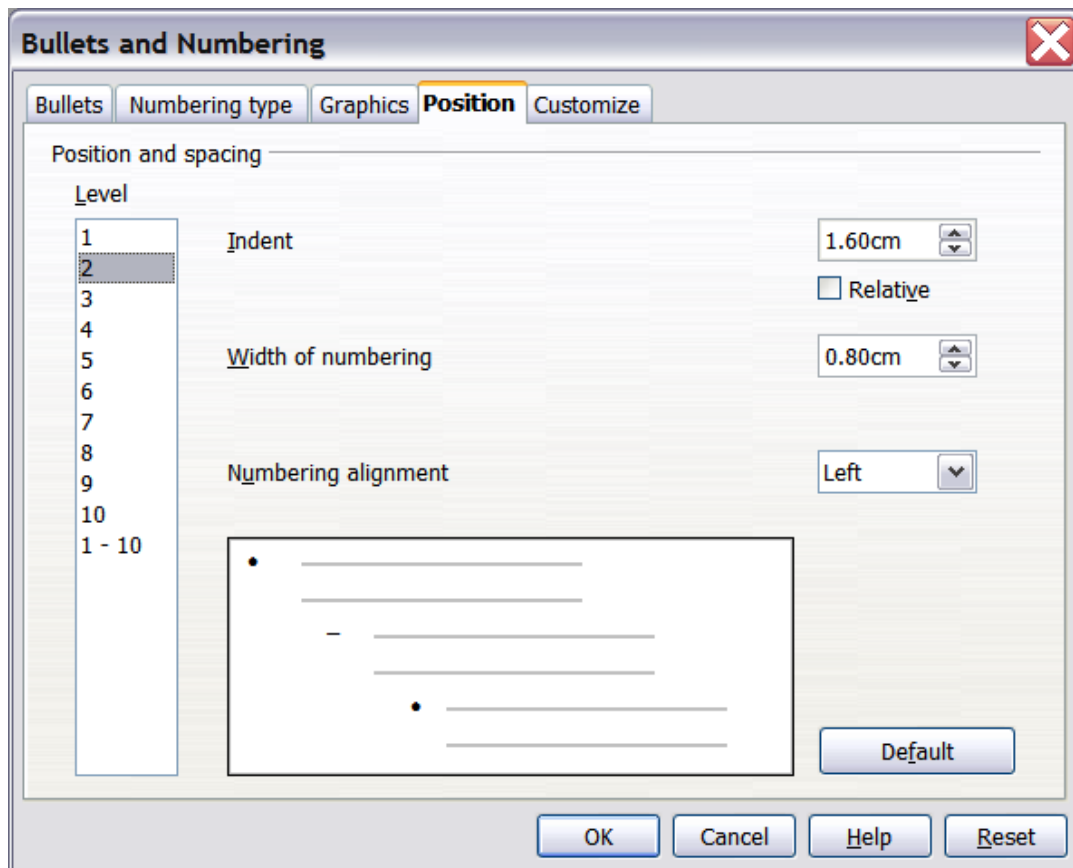 Bullets and Numbering
Bullets Numbering type Graphics Position Customize
Position and spacing
Level
1
2
3
4
5
6
7
8
9
10
1 - 10
Indent 1.60cm
Relative
Width of numbering 0.80cm
Numbering alignment Left
Default
OK Cancel Help Reset